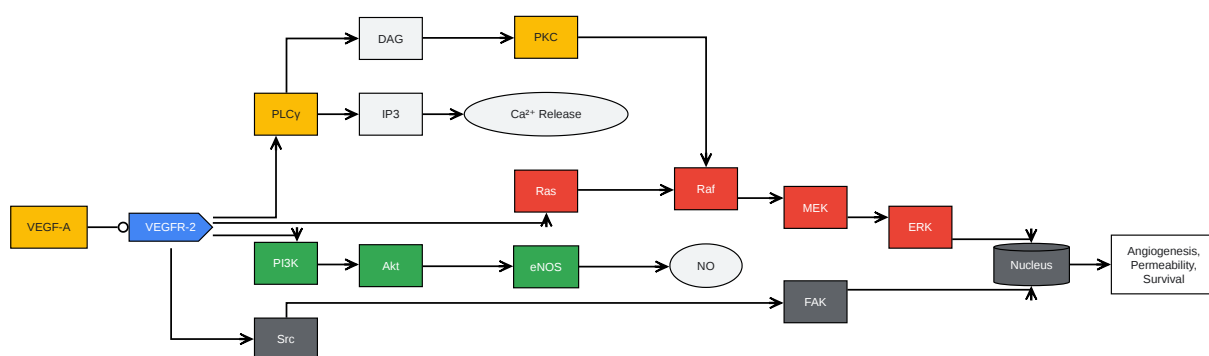 DAG
PKC
PLCγ
IP3
Ca²⁺ Release
Ras
Raf
MEK
VEGF-A
VEGFR-2
ERK
PI3K
Akt
eNOS
NO
Nucleus
Angiogenesis,
Permeability,
Survival
FAK
Src